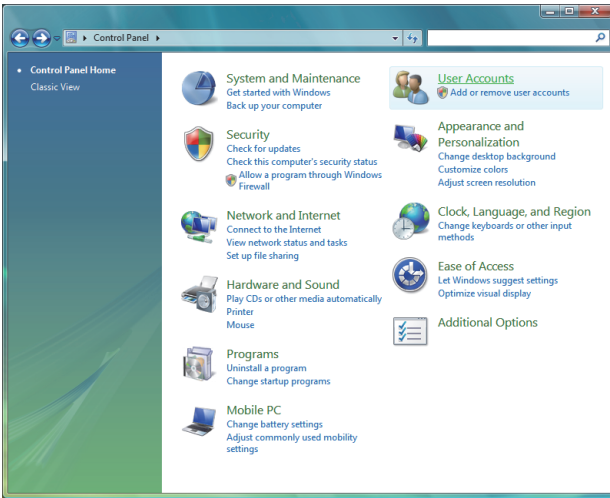 Control Panel
Control Panel Home
Classic View
System and Maintenance
Get started with Windows
Back up your computer
Security
Check for updates
Check this computer's security status
Allow a program through Windows
Firewall
Network and Internet
Connect to the Internet
View network status and tasks
Set up file sharing
Hardware and Sound
Play CDs or other media automatically
Printer
Mouse
Programs
Uninstall a program
Change startup programs
Mobile PC
Change battery settings
Adjust commonly used mobility
settings
User Accounts
Add or remove user accounts
Appearance and
Personalization
Change desktop background
Customize colors
Adjust screen resolution
Clock, Language, and Region
Change keyboards or other input
methods
Ease of Access
Let Windows suggest settings
Optimize visual display
Additional Options